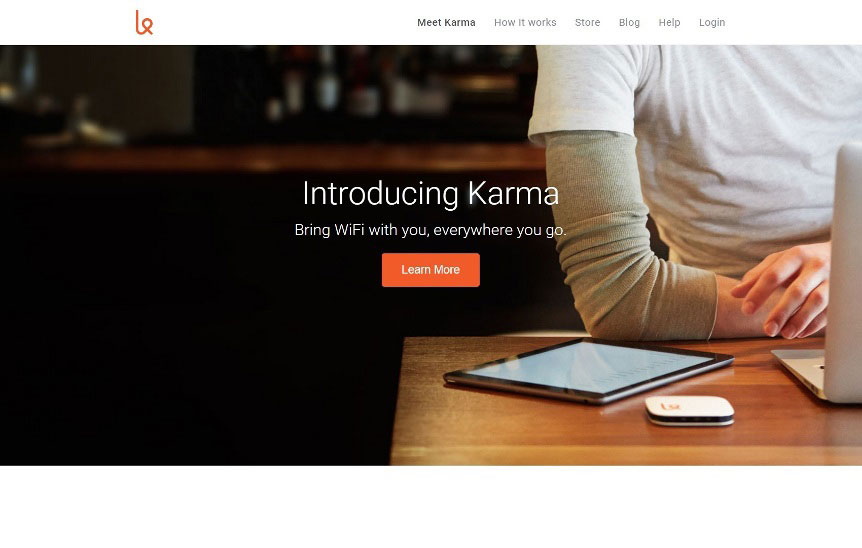 Meet Karma
How it works
Store
Blog
Help
Login
Introducing Karma
Bring WiFi with you, everywhere you go.
Learn More